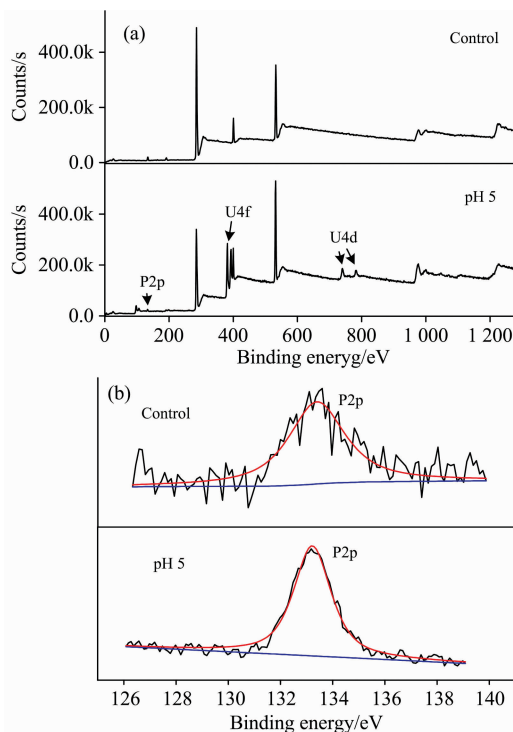 (a)
Control
Counts/s
400.0k
200.0k
0.0
pH 5
Counts/s
400.0k
200.0k
0.0
U4f
U4d
P2p
0 200 400 600 800 1 000 1 200
Binding eneryg/eV
(b)
Control
P2p
pH 5
P2p
126 128 130 132 134 136 138 140
Binding energy/eV